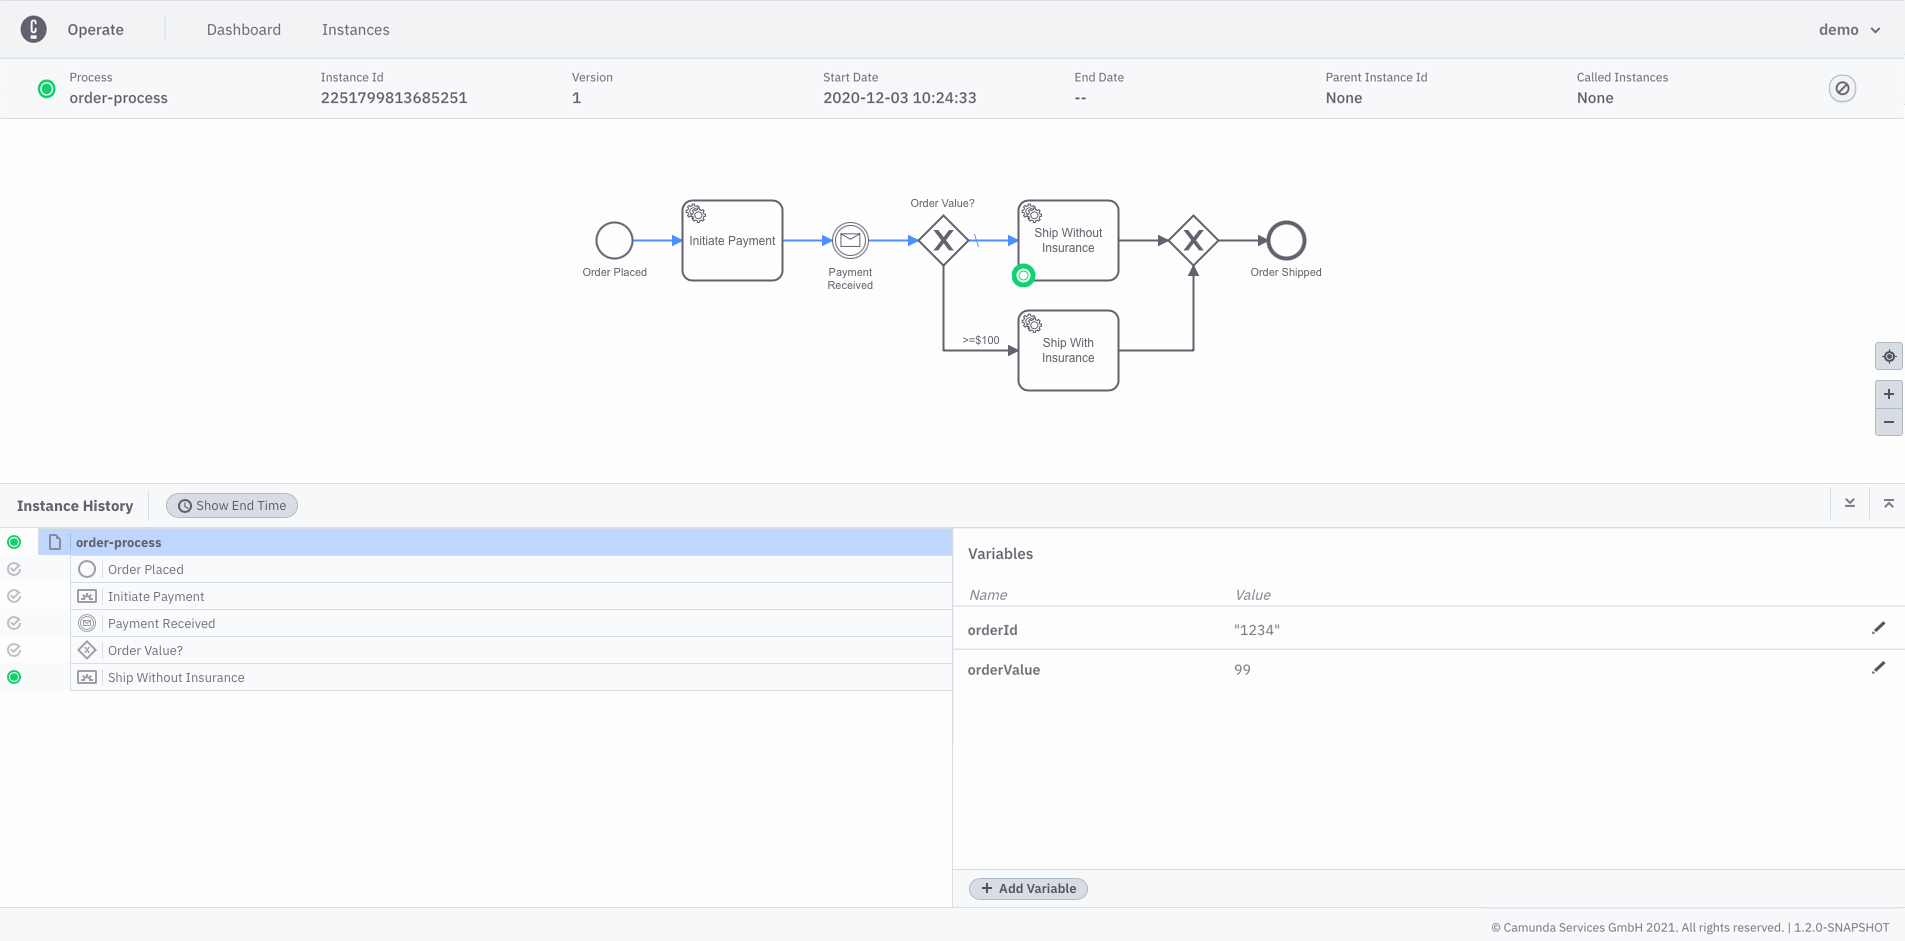 Operate
Dashboard
Instances
demo
Process
order-process
Instance Id
2251799813685251
Version
1
Start Date
2020-12-03 10:24:33
End Date
--
Parent Instance Id
None
Called Instances
None
Order Placed
Initiate Payment
Payment
Received
Order Value?
Ship Without
Insurance
>=$100
Ship With
Insurance
Order Shipped
+
−
Instance History
Show End Time
order-process
Order Placed
Initiate Payment
Payment Received
Order Value?
Ship Without Insurance
Variables
Name Value
orderId "1234"
orderValue 99
+ Add Variable
© Camunda Services GmbH 2021. All rights reserved. | 1.2.0-SNAPSHOT